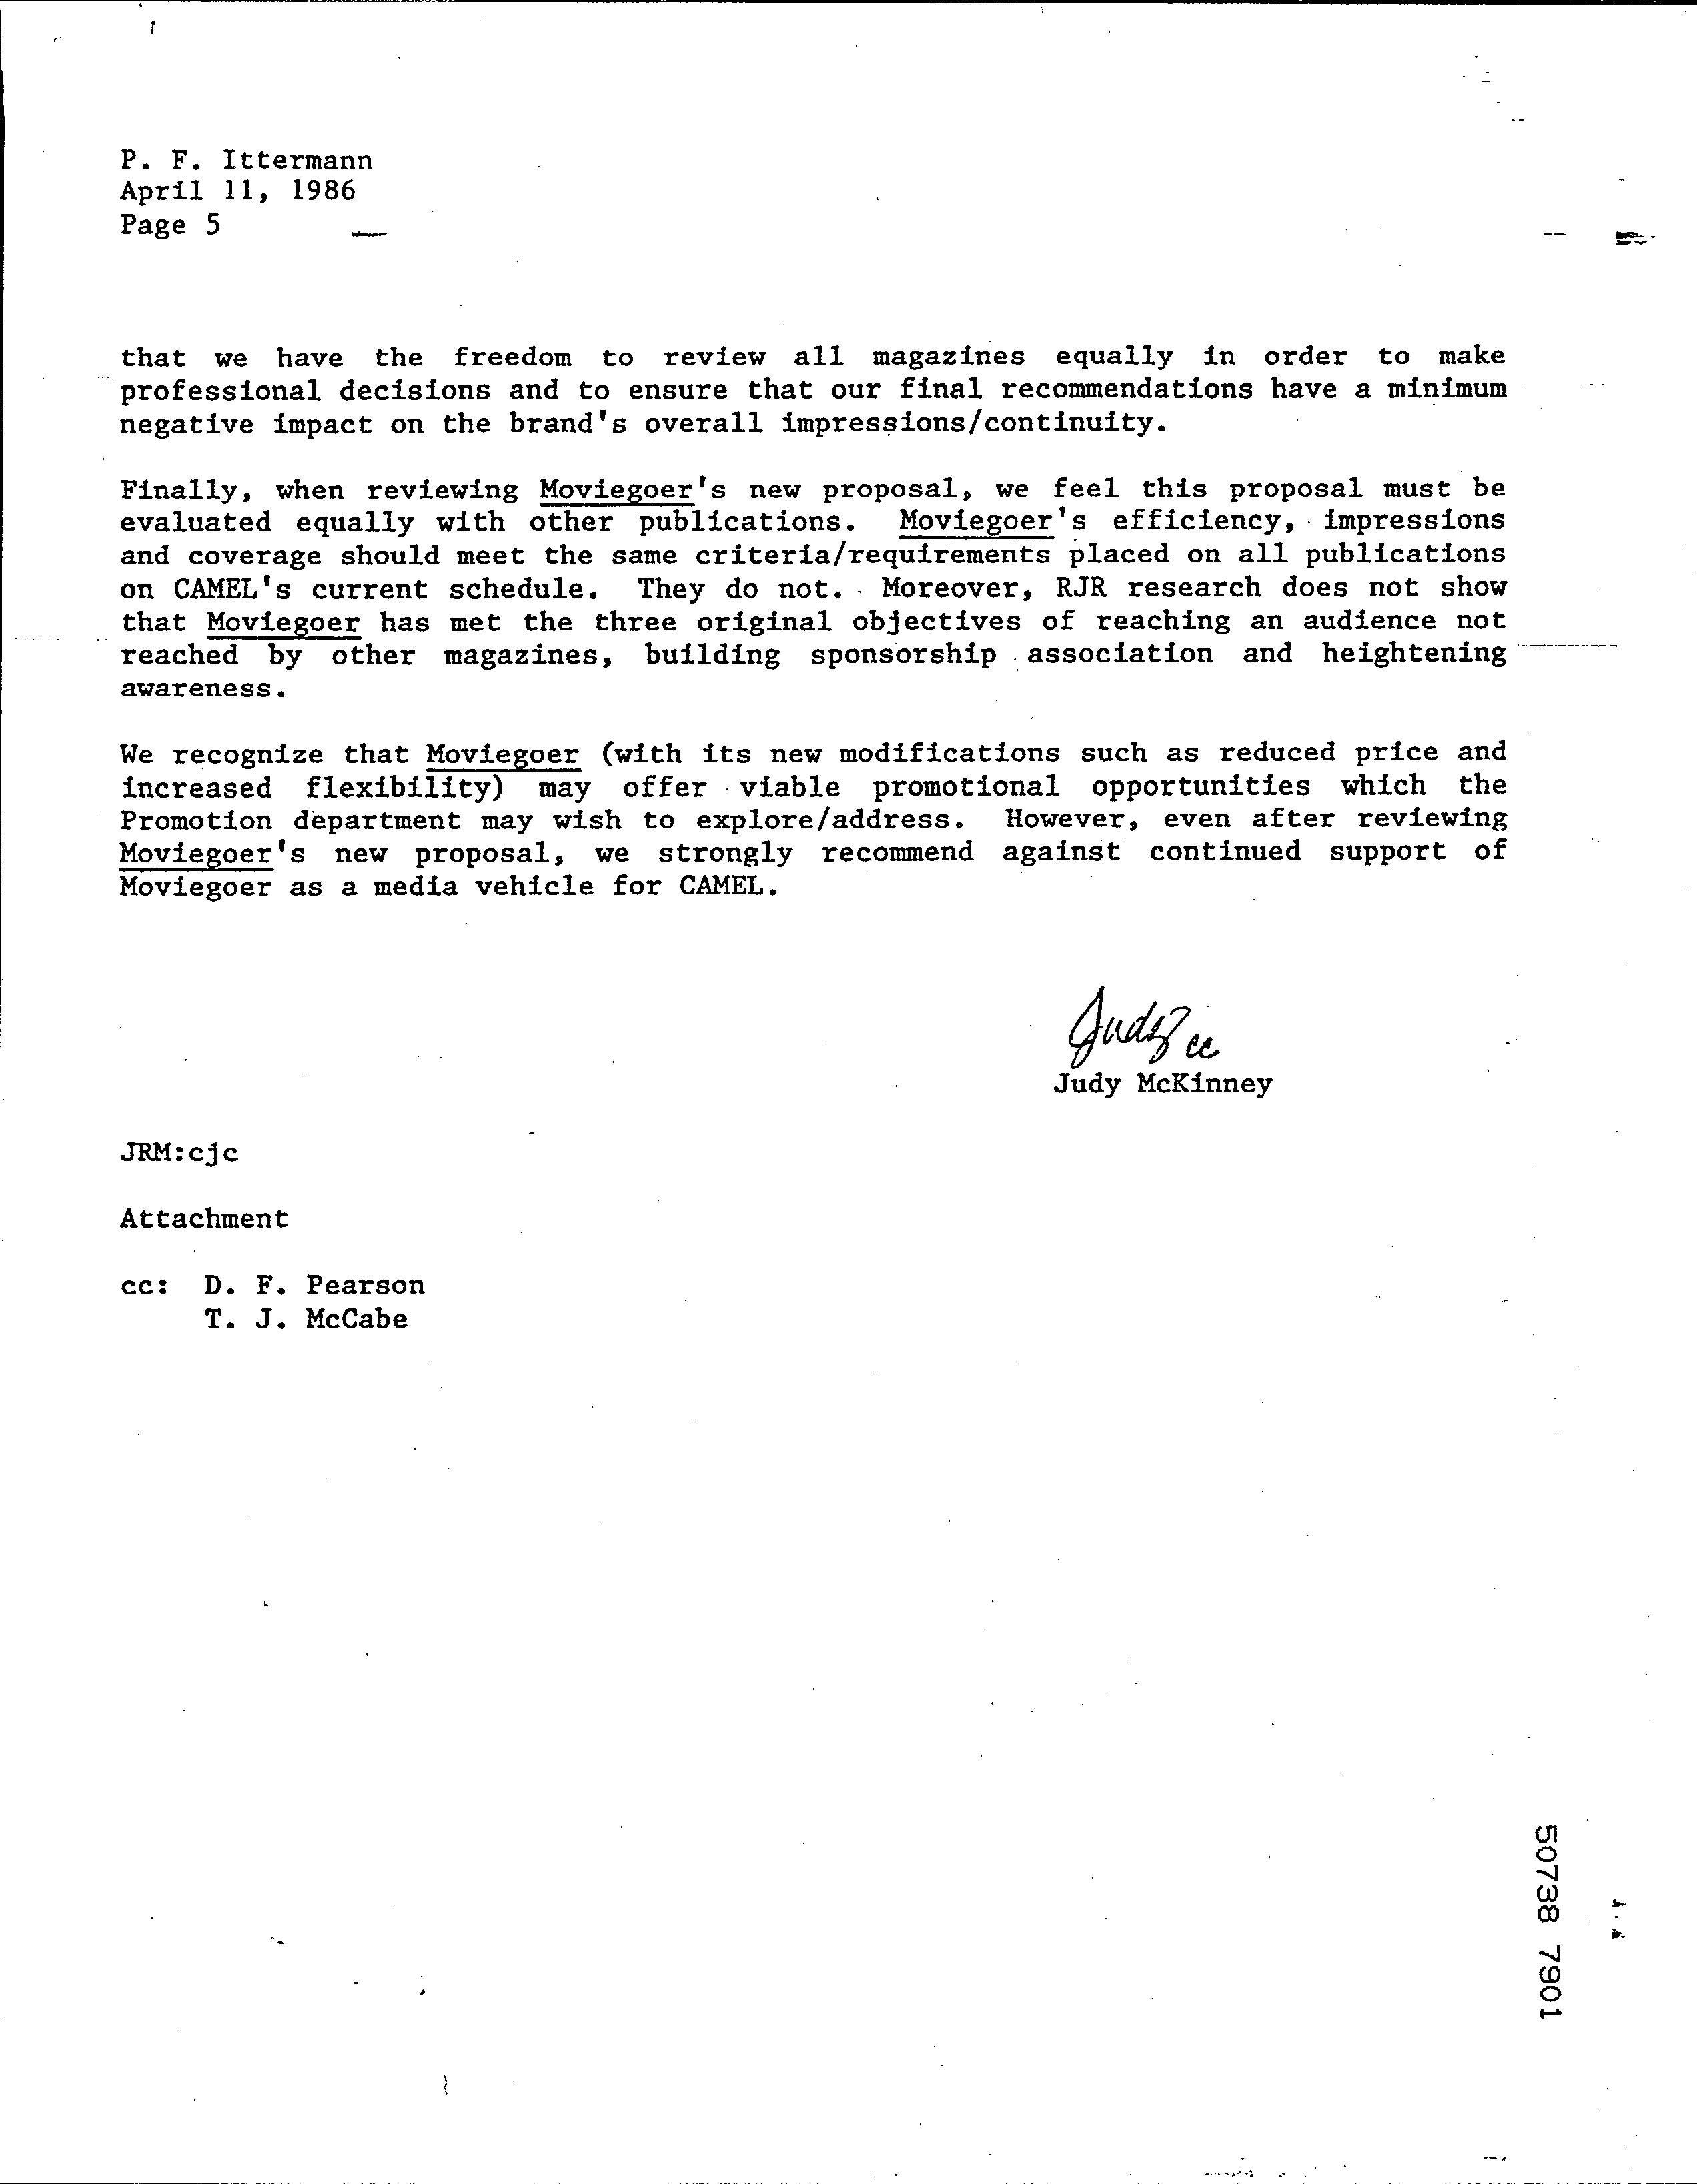 P. F. Ittermann
April 11, 1986
Page 5
that we have the freedom to review all magazines equally in order to make
professional decisions and to ensure that our final recommendations have a minimum
negative impact on the brand's overall impressions/continuity.
Finally, when reviewing Moviegoer's new proposal, we feel this proposal must be
evaluated equally with other publications. Moviegoer's efficiency, impressions
and coverage should meet the same criteria/requirements placed on all publications
on CAMEL's current schedule. They do not. Moreover, RJR research does not show
that Moviegoer has met the three original objectives of reaching an audience not
reached by other magazines, building sponsorship association and heightening
awareness.
We recognize that Moviegoer (with its new modifications such as reduced price and
increased flexibility) may offer viable promotional opportunities which the
Promotion department may wish to explore/address. However, even after reviewing
Moviegoer's new proposal, we strongly recommend against continued support of
Moviegoer as a media vehicle for CAMEL.
Judy cc
Judy McKinney
JRM:cjc
Attachment
cc: D. F. Pearson
T. J. McCabe
50738 7901